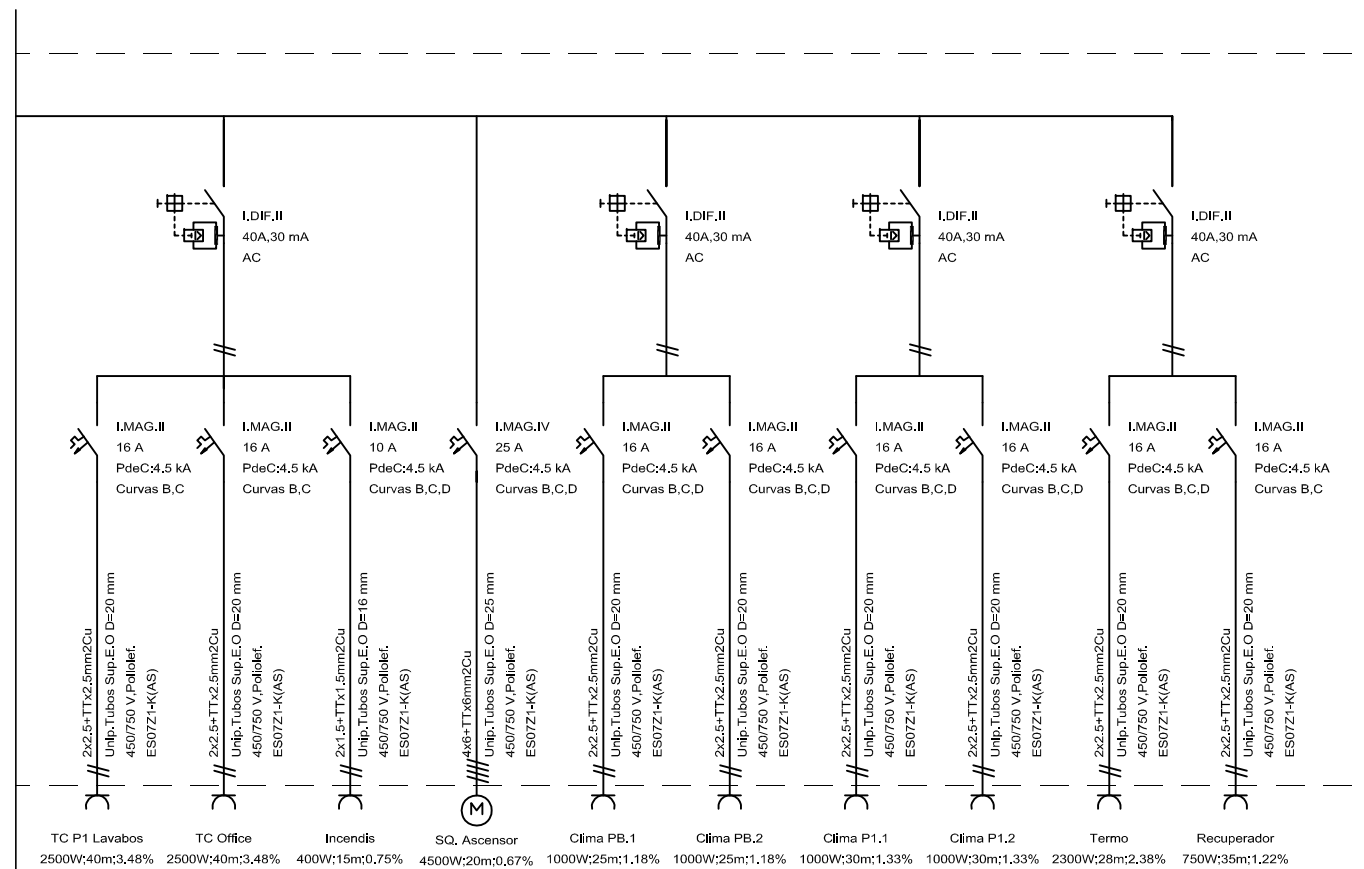 I.DIF.II
40A,30 mA
AC
I.DIF.II
40A,30 mA
AC
I.DIF.II
40A,30 mA
AC
I.DIF.II
40A,30 mA
AC
I.MAG.II
16 A
PdeC:4.5 kA
Curvas B,C
I.MAG.II
16 A
PdeC:4.5 kA
Curvas B,C
I.MAG.II
10 A
PdeC:4.5 kA
Curvas B,C,D
I.MAG.IV
25 A
PdeC:4.5 kA
Curvas B,C,D
I.MAG.II
16 A
PdeC:4.5 kA
Curvas B,C,D
I.MAG.II
16 A
PdeC:4.5 kA
Curvas B,C,D
I.MAG.II
16 A
PdeC:4.5 kA
Curvas B,C,D
I.MAG.II
16 A
PdeC:4.5 kA
Curvas B,C,D
I.MAG.II
16 A
PdeC:4.5 kA
Curvas B,C,D
I.MAG.II
16 A
PdeC:4.5 kA
Curvas B,C
2x2.5+TTx2.5mm2Cu
Unip.Tubos Sup.E.O D=20 mm
450/750 V,Poliolef.
ES07Z1-K(AS)
2x2.5+TTx2.5mm2Cu
Unip.Tubos Sup.E.O D=20 mm
450/750 V,Poliolef.
ES07Z1-K(AS)
2x1.5+TTx1.5mm2Cu
Unip.Tubos Sup.E.O D=16 mm
450/750 V,Poliolef.
ES07Z1-K(AS)
4x6+TTx6mm2Cu
Unip.Tubos Sup.E.O D=25 mm
450/750 V,Poliolef.
ES07Z1-K(AS)
2x2.5+TTx2.5mm2Cu
Unip.Tubos Sup.E.O D=20 mm
450/750 V,Poliolef.
ES07Z1-K(AS)
2x2.5+TTx2.5mm2Cu
Unip.Tubos Sup.E.O D=20 mm
450/750 V,Poliolef.
ES07Z1-K(AS)
2x2.5+TTx2.5mm2Cu
Unip.Tubos Sup.E.O D=20 mm
450/750 V,Poliolef.
ES07Z1-K(AS)
2x2.5+TTx2.5mm2Cu
Unip.Tubos Sup.E.O D=20 mm
450/750 V,Poliolef.
ES07Z1-K(AS)
2x2.5+TTx2.5mm2Cu
Unip.Tubos Sup.E.O D=20 mm
450/750 V,Poliolef.
ES07Z1-K(AS)
2x2.5+TTx2.5mm2Cu
Unip.Tubos Sup.E.O D=20 mm
450/750 V,Poliolef.
ES07Z1-K(AS)
M
TC P1 Lavabos
2500W;40m;3.48%
TC Office
2500W;40m;3.48%
Incendis
400W;15m;0.75%
SQ. Ascensor
4500W;20m;0.67%
Clima PB.1
1000W;25m;1.18%
Clima PB.2
1000W;25m;1.18%
Clima P1.1
1000W;30m;1.33%
Clima P1.2
1000W;30m;1.33%
Termo
2300W;28m;2.38%
Recuperador
750W;35m;1.22%